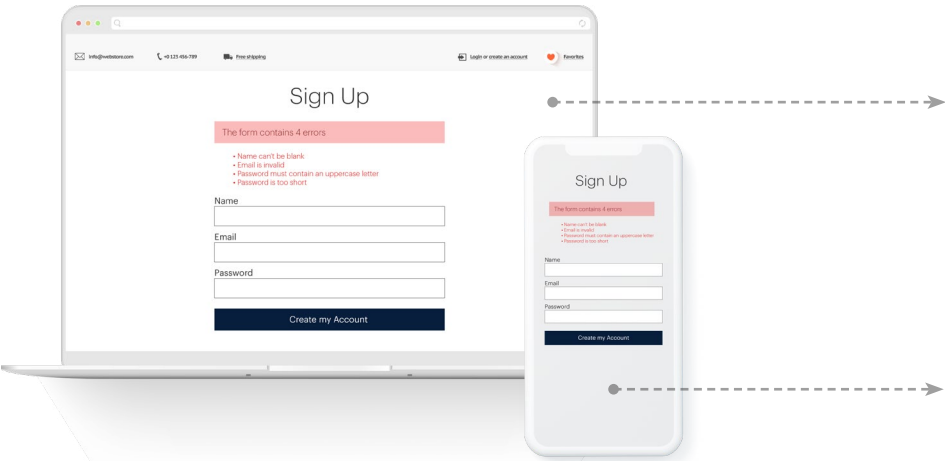 info@webstore.com +0 123 456-789 Free shipping Login or create an account Favorites
Sign Up
The form contains 4 errors
• Name can't be blank
• Email is invalid
• Password must contain an uppercase letter
• Password is too short
Name
Email
Password
Create my Account
Sign Up
The form contains 4 errors
• Name can't be blank
• Email is invalid
• Password must contain an uppercase letter
• Password is too short
Name
Email
Password
Create my Account